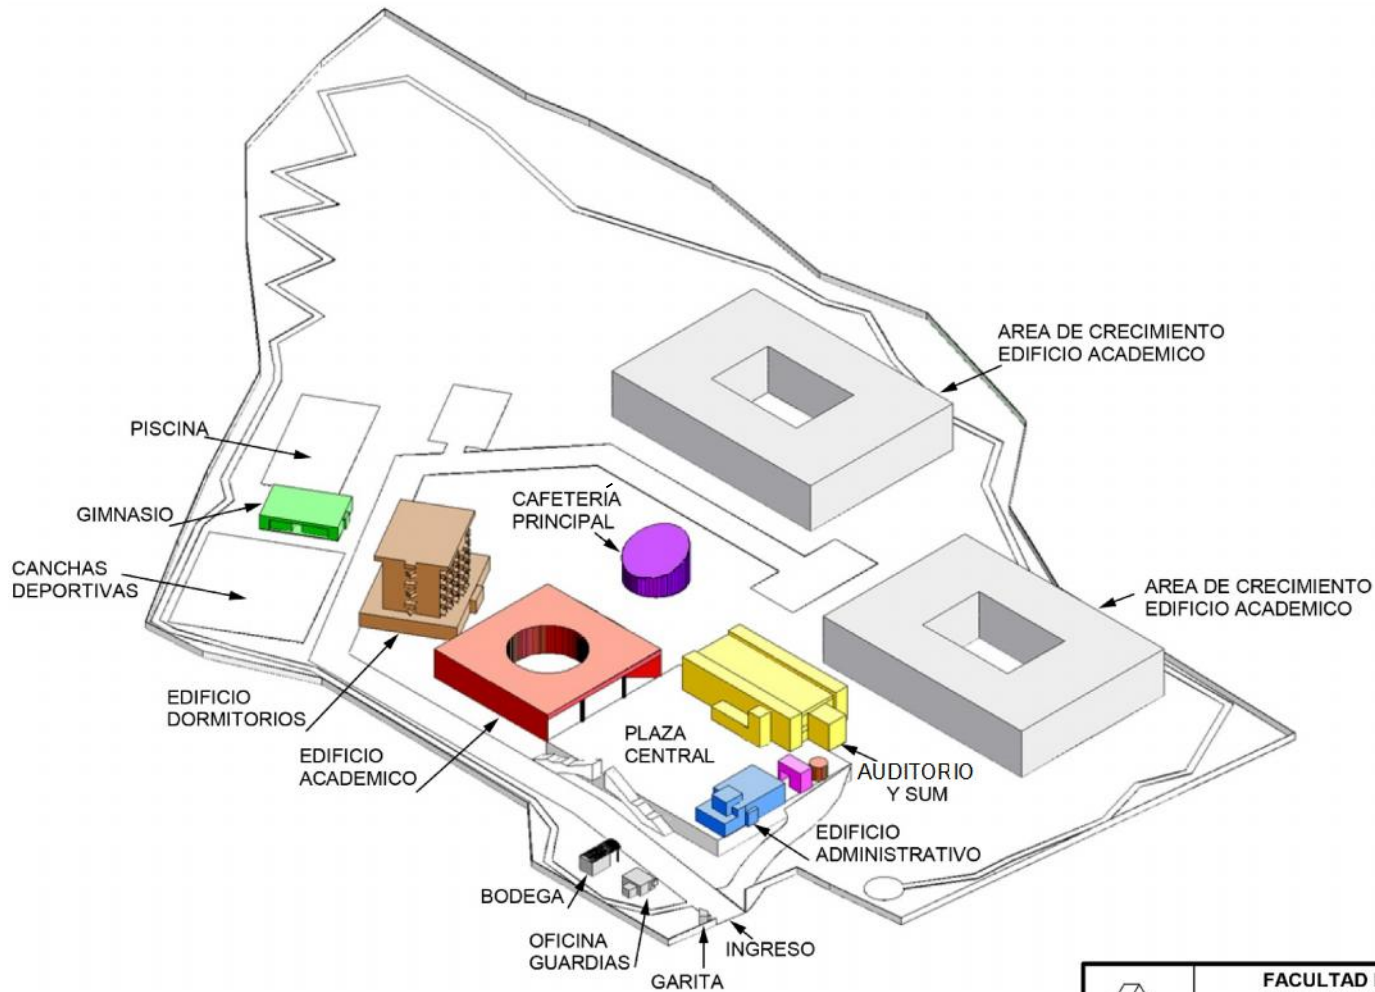 AREA DE CRECIMIENTO
EDIFICIO ACADEMICO
PISCINA
GIMNASIO
CAFETERIA
PRINCIPAL
CANCHAS
DEPORTIVAS
AREA DE CRECIMIENTO
EDIFICIO ACADEMICO
EDIFICIO
DORMITORIOS
EDIFICIO
ACADEMICO
PLAZA
CENTRAL
AUDITORIO
Y SUM
EDIFICIO
ADMINISTRATIVO
BODEGA
OFICINA
GUARDIAS
INGRESO
GARITA
FACULTAD